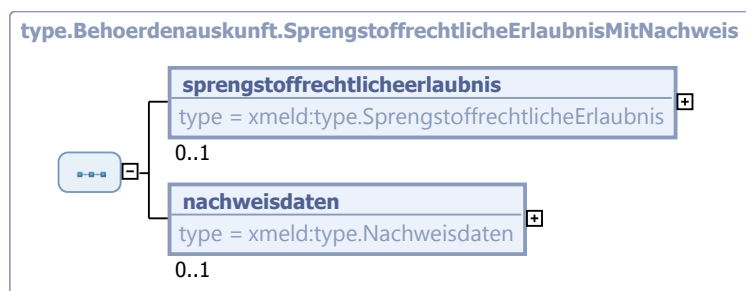 type.Behoerdenauskunft.SprengstoffrechtlicheErlaubnisMitNachweis
sprengstoffrechtlicheerlaubnis
type = xmeld:type.SprengstoffrechtlicheErlaubnis
0..1
nachweisdaten
type = xmeld:type.Nachweisdaten
0..1